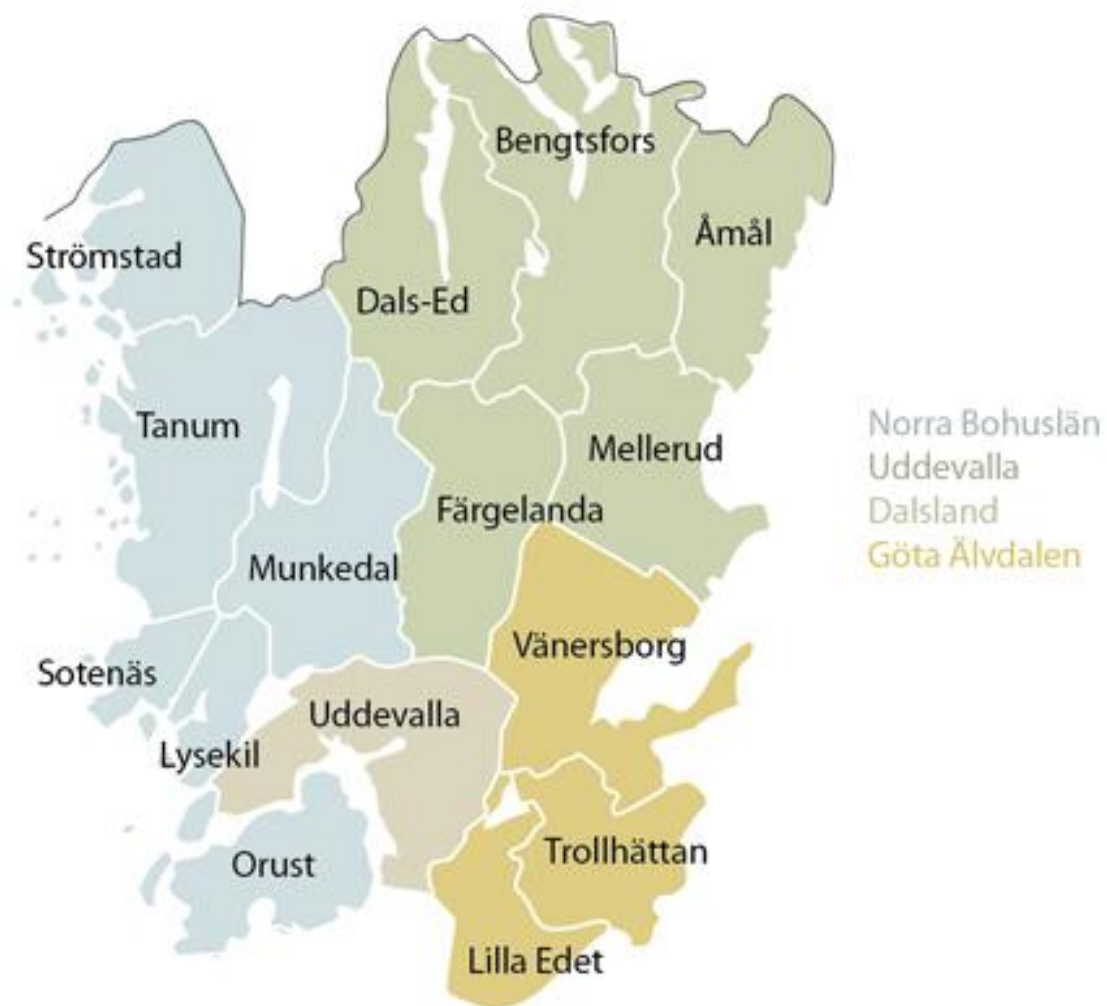 Bengtsfors
Åmål
Strömstad
Dals-Ed
Tanum
Mellerud
Färgelanda
Munkedal
Vänersborg
Sotenäs
Uddevalla
Lysekil
Trollhättan
Orust
Lilla Edet
Norra Bohuslän
Uddevalla
Dalsland
Göta Älvdalen